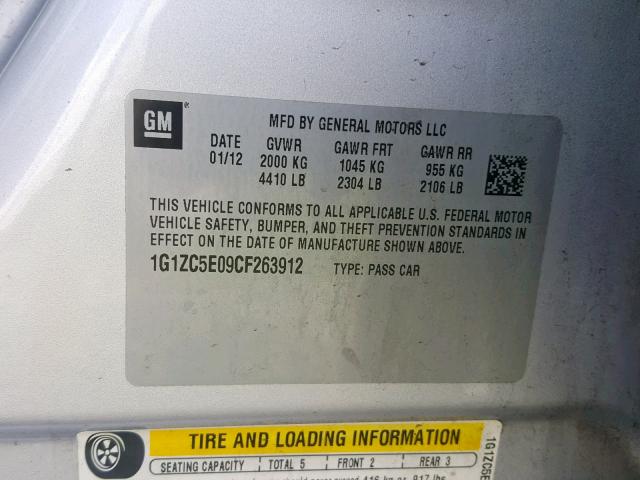 GM
MFD BY GENERAL MOTORS LLC
DATE GVWR GAWR FRT GAWR RR
01/12 2000 KG 1045 KG 955 KG
4410 LB 2304 LB 2106 LB
THIS VEHICLE CONFORMS TO ALL APPLICABLE U.S. FEDERAL MOTOR
VEHICLE SAFETY, BUMPER, AND THEFT PREVENTION STANDARDS IN
EFFECT ON THE DATE OF MANUFACTURE SHOWN ABOVE.
1G1ZC5E09CF263912 TYPE: PASS CAR
TIRE AND LOADING INFORMATION
SEATING CAPACITY TOTAL 5 FRONT 2 REAR 3
1G1ZC5E